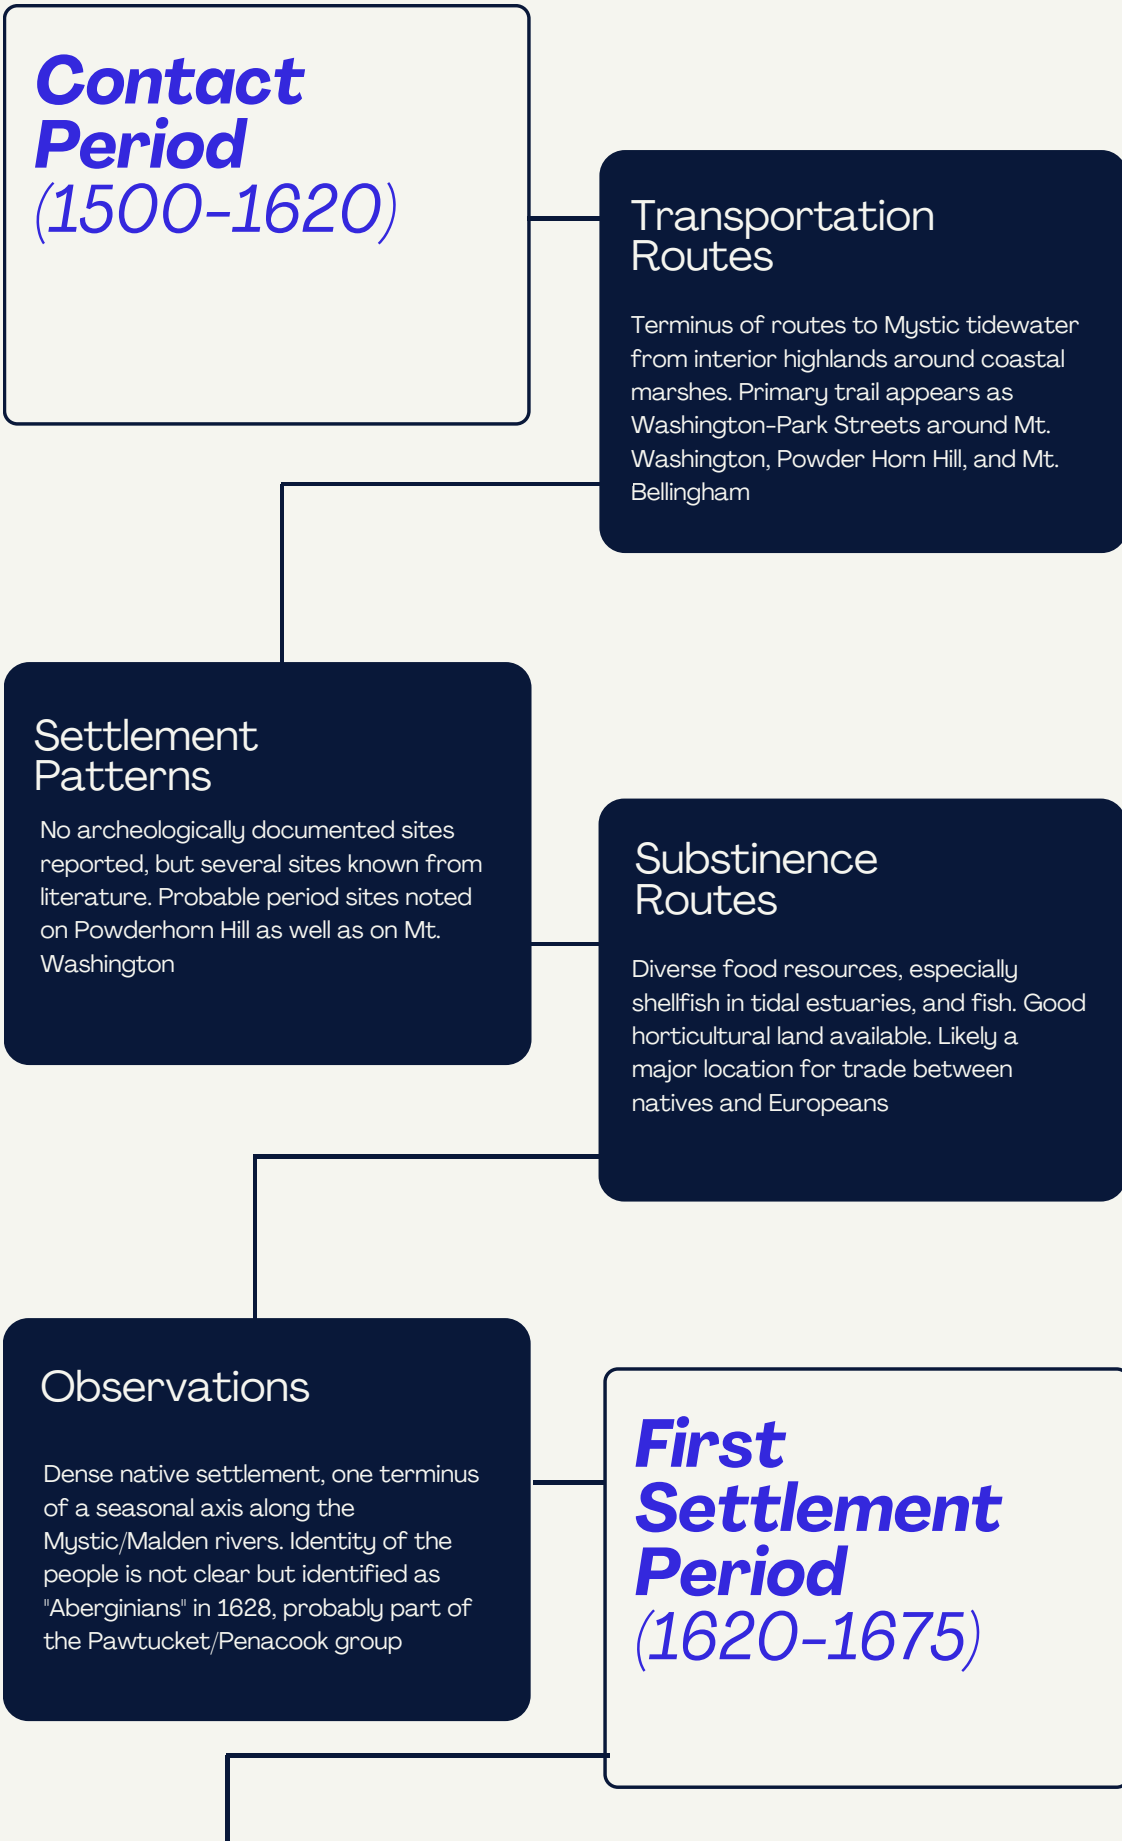 Contact
Period
(1500-1620)
Transportation
Routes
Terminus of routes to Mystic tidewater
from interior highlands around coastal
marshes. Primary trail appears as
Washington-Park Streets around Mt.
Washington, Powder Horn Hill, and Mt.
Bellingham
Settlement
Patterns
No archeologically documented sites
reported, but several sites known from
literature. Probable period sites noted
on Powderhorn Hill as well as on Mt.
Washington
Substinence
Routes
Diverse food resources, especially
shellfish in tidal estuaries, and fish. Good
horticultural land available. Likely a
major location for trade between
natives and Europeans
Observations
Dense native settlement, one terminus
of a seasonal axis along the
Mystic/Malden rivers. Identity of the
people is not clear but identified as
"Aberginians" in 1628, probably part of
the Pawtucket/Penacook group
First
Settlement
Period
(1620-1675)